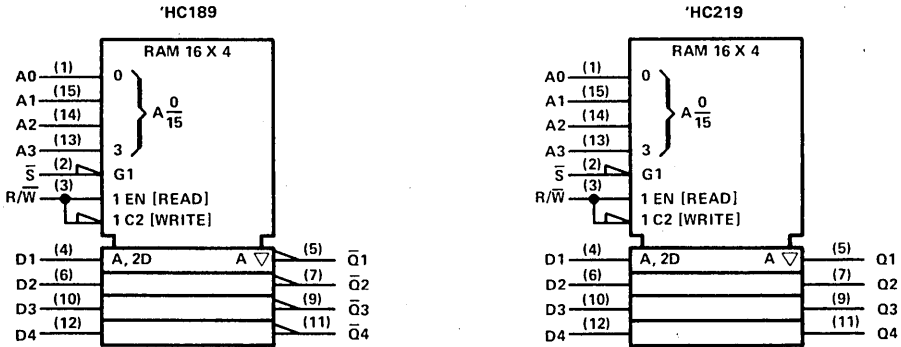 'HC189
RAM 16 X 4
A0 (1) 0
A1 (15)
A 0/15
A2 (14)
A3 (13) 3
S̅ (2) G1
R/W̅ (3) 1 EN [READ]
1 C2 [WRITE]
D1 (4) A, 2D A ▽ (5) Q̅1
D2 (6) (7) Q̅2
D3 (10) (9) Q̅3
D4 (12) (11) Q̅4
'HC219
RAM 16 X 4
A0 (1) 0
A1 (15)
A 0/15
A2 (14)
A3 (13) 3
S̅ (2) G1
R/W̅ (3) 1 EN [READ]
1 C2 [WRITE]
D1 (4) A, 2D A ▽ (5) Q1
D2 (6) (7) Q2
D3 (10) (9) Q3
D4 (12) (11) Q4